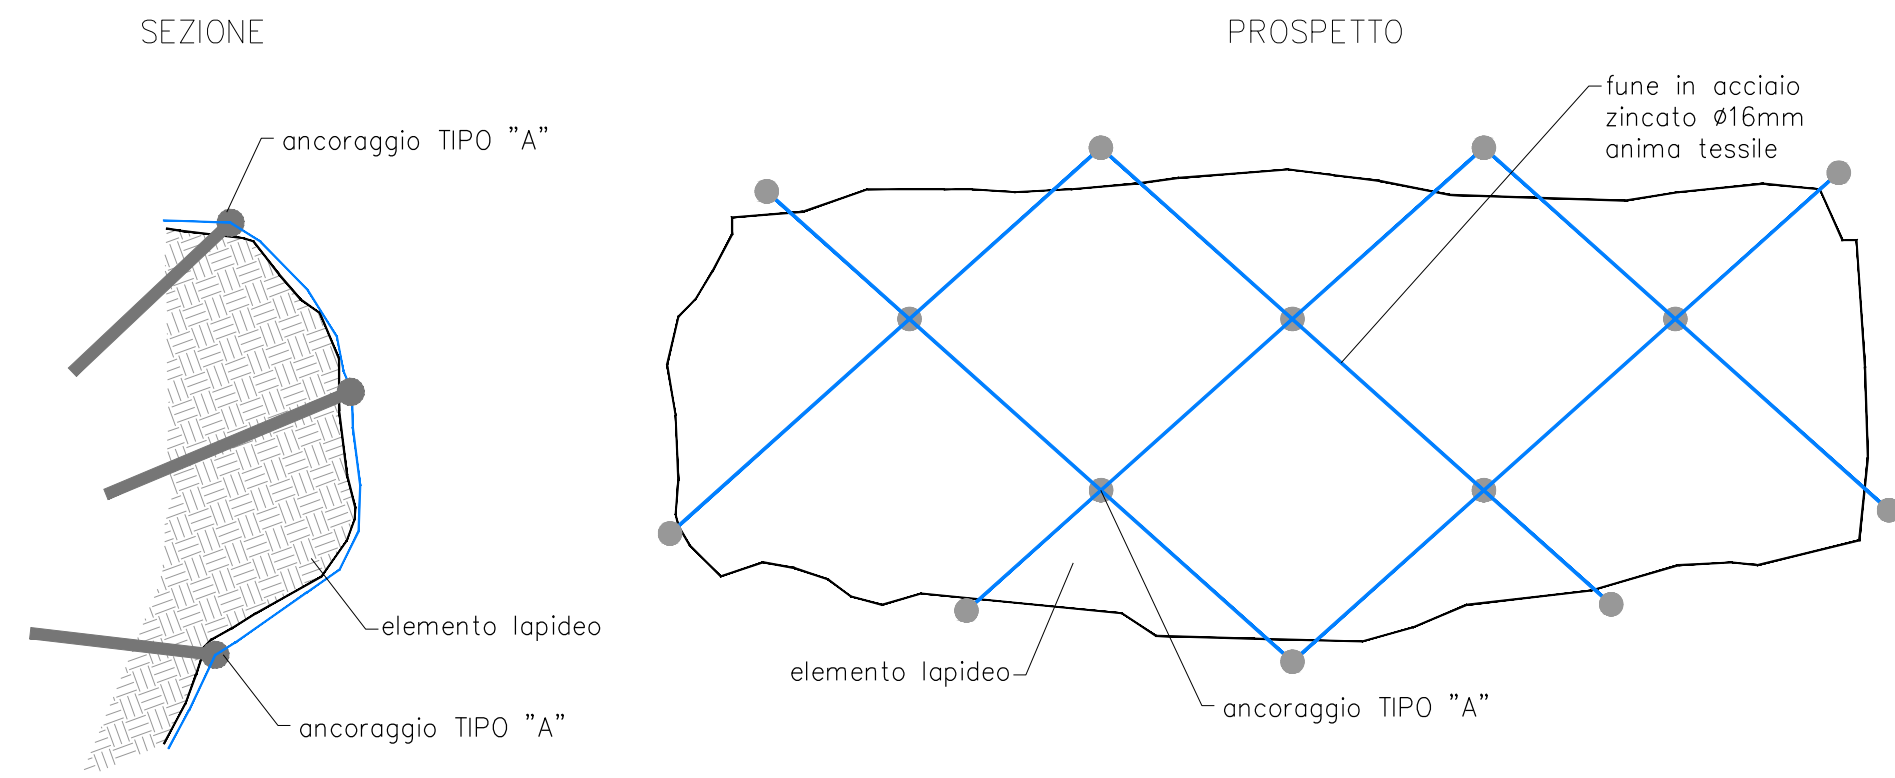 SEZIONE
PROSPETTO
ancoraggio TIPO "A"
fune in acciaio
zincato Ø16mm
anima tessile
elemento lapideo
ancoraggio TIPO "A"
elemento lapideo
ancoraggio TIPO "A"